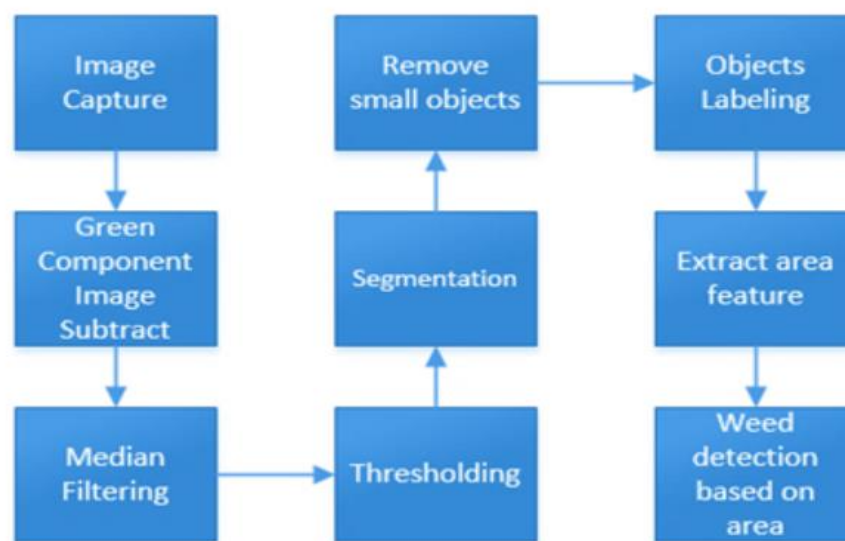 Image
Capture
Green
Component
Image
Subtract
Median
Filtering
Thresholding
Segmentation
Remove
small objects
Objects
Labeling
Extract area
feature
Weed
detection
based on
area